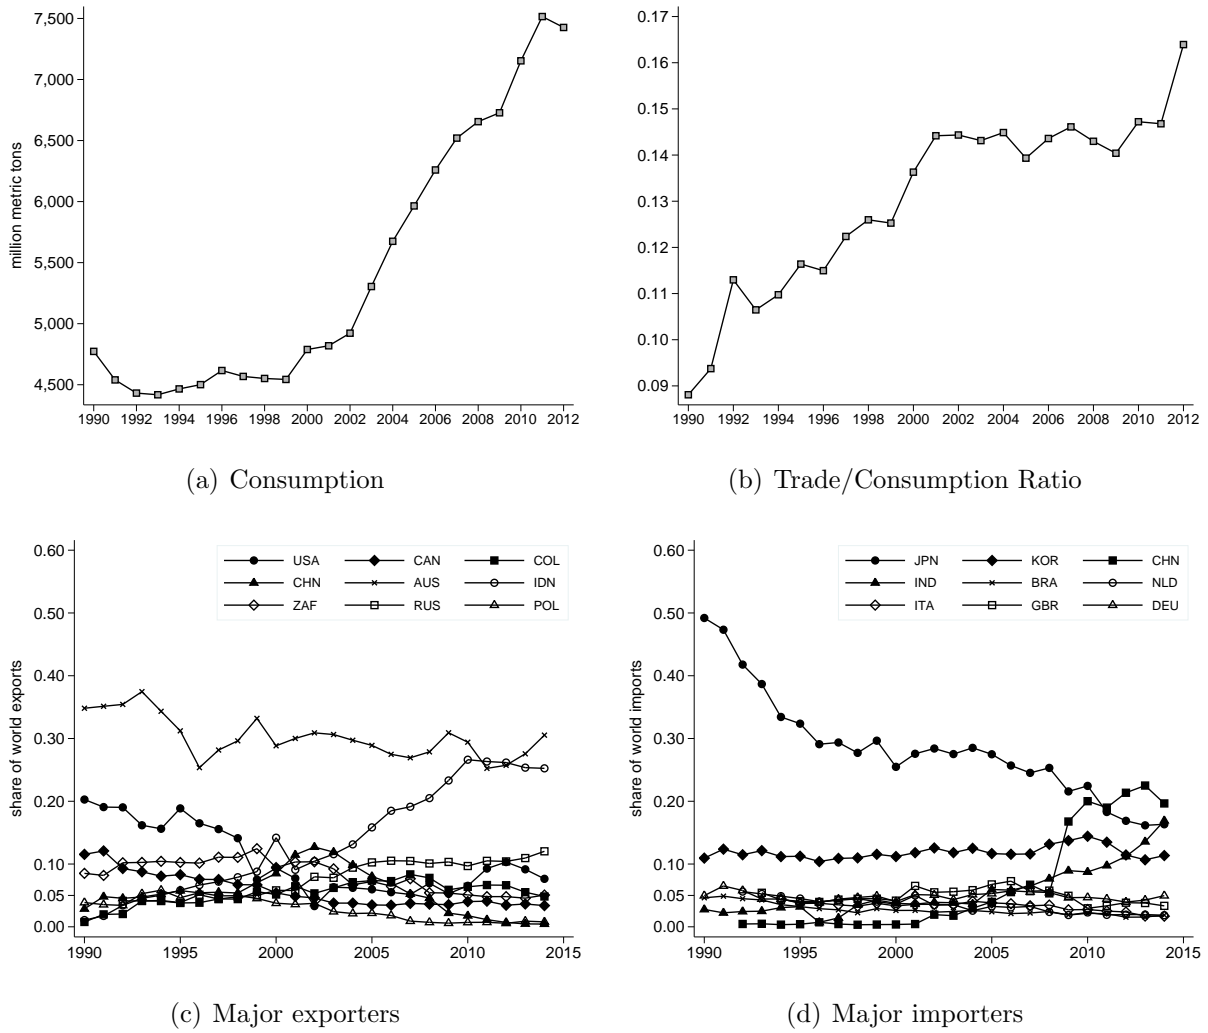 7,500
7,000
6,500
6,000
5,500
5,000
4,500
million metric tons
1990 1992 1994 1996 1998 2000 2002 2004 2006 2008 2010 2012
(a) Consumption
0.17
0.16
0.15
0.14
0.13
0.12
0.11
0.10
0.09
1990 1992 1994 1996 1998 2000 2002 2004 2006 2008 2010 2012
(b) Trade/Consumption Ratio
0.60
0.50
0.40
0.30
0.20
0.10
0.05
0.00
share of world exports
USA CAN COL
CHN AUS IDN
ZAF RUS POL
1990 1995 2000 2005 2010 2015
(c) Major exporters
0.60
0.50
0.40
0.30
0.20
0.10
0.05
0.00
share of world imports
JPN KOR CHN
IND BRA NLD
ITA GBR DEU
1990 1995 2000 2005 2010 2015
(d) Major importers